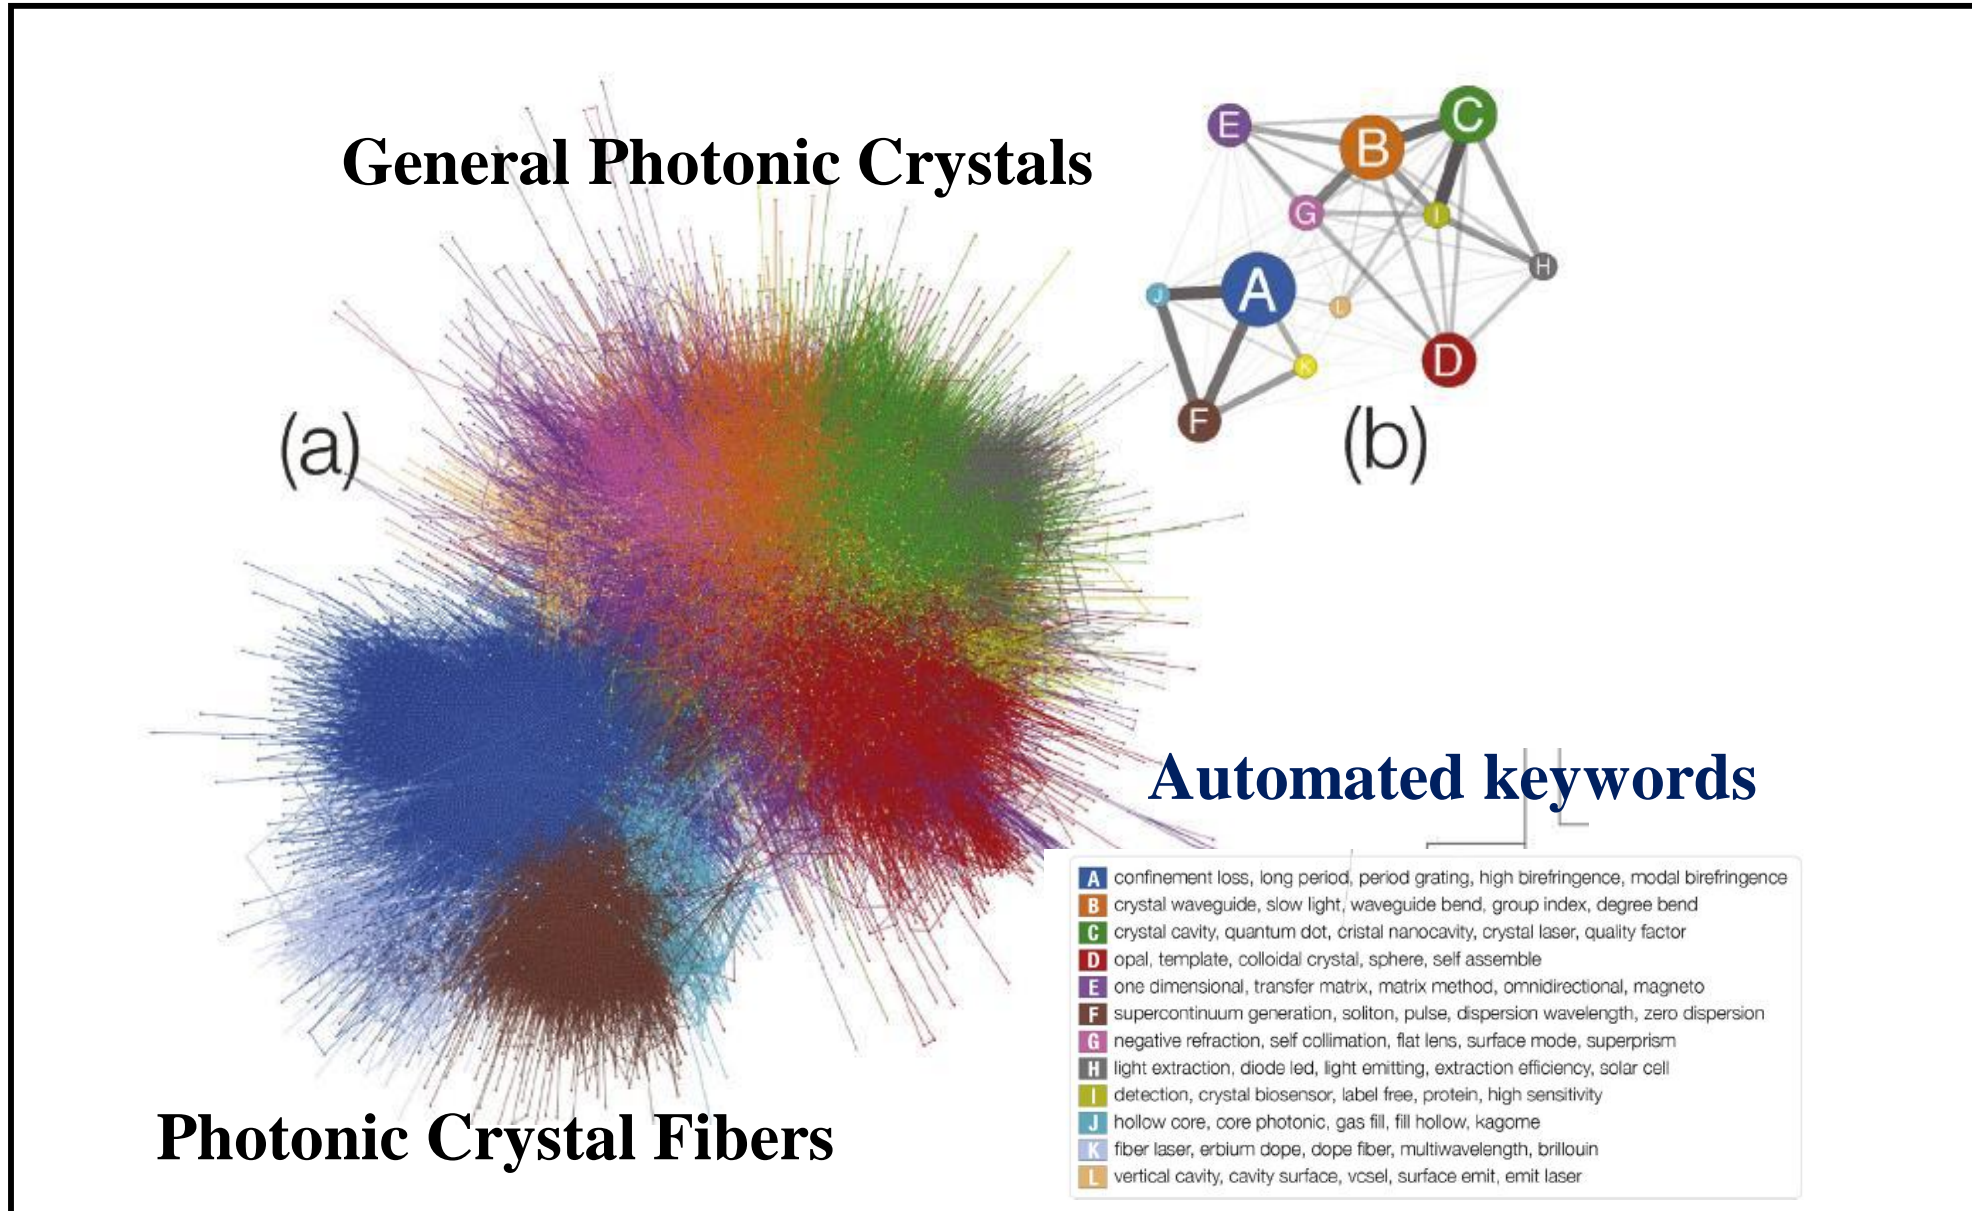 General Photonic Crystals
(a)
E
B
C
G
I
H
A
J
L
K
D
F
(b)
Automated keywords
A confinement loss, long period, period grating, high birefringence, modal birefringence
B crystal waveguide, slow light, waveguide bend, group index, degree bend
C crystal cavity, quantum dot, cristal nanocavity, crystal laser, quality factor
D opal, template, colloidal crystal, sphere, self assemble
E one dimensional, transfer matrix, matrix method, omnidirectional, magneto
F supercontinuum generation, soliton, pulse, dispersion wavelength, zero dispersion
G negative refraction, self collimation, flat lens, surface mode, superprism
H light extraction, diode led, light emitting, extraction efficiency, solar cell
I detection, crystal biosensor, label free, protein, high sensitivity
J hollow core, core photonic, gas fill, fill hollow, kagome
K fiber laser, erbium dope, dope fiber, multiwavelength, brillouin
L vertical cavity, cavity surface, vcsel, surface emit, emit laser
Photonic Crystal Fibers